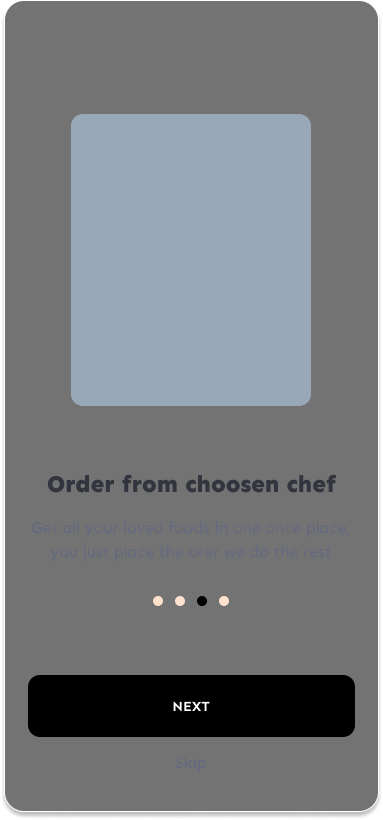 Order from choosen chef
Get all your loved foods in one once place,
you just place the orer we do the rest
NEXT
Skip